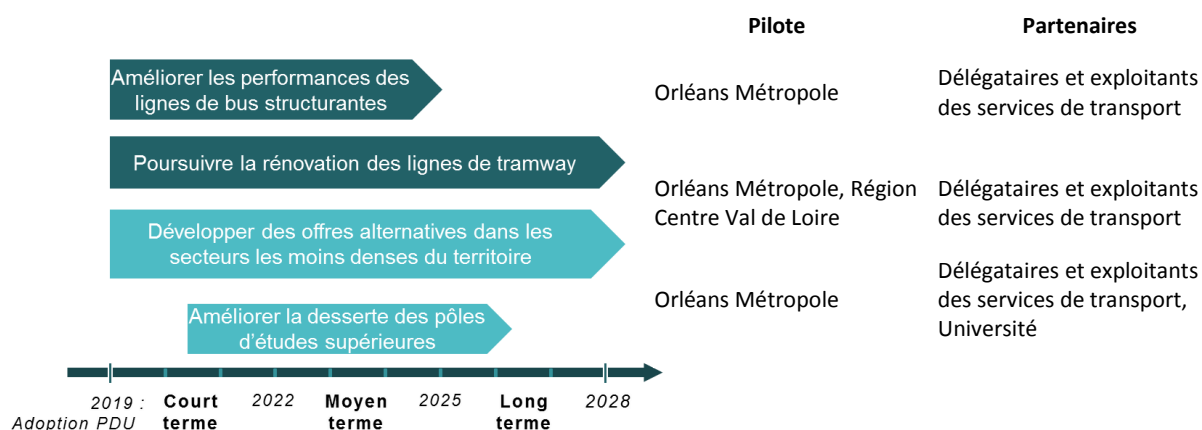 Pilote
Partenaires
Améliorer les performances des
lignes de bus structurantes
Orléans Métropole
Délégataires et exploitants
des services de transport
Poursuivre la rénovation des lignes de tramway
Orléans Métropole, Région
Centre Val de Loire
Délégataires et exploitants
des services de transport
Développer des offres alternatives dans les
secteurs les moins denses du territoire
Améliorer la desserte des pôles
d'études supérieures
Orléans Métropole
Délégataires et exploitants
des services de transport,
Université
2019 :
Adoption PDU
Court
terme
2022
Moyen
terme
2025
Long
terme
2028